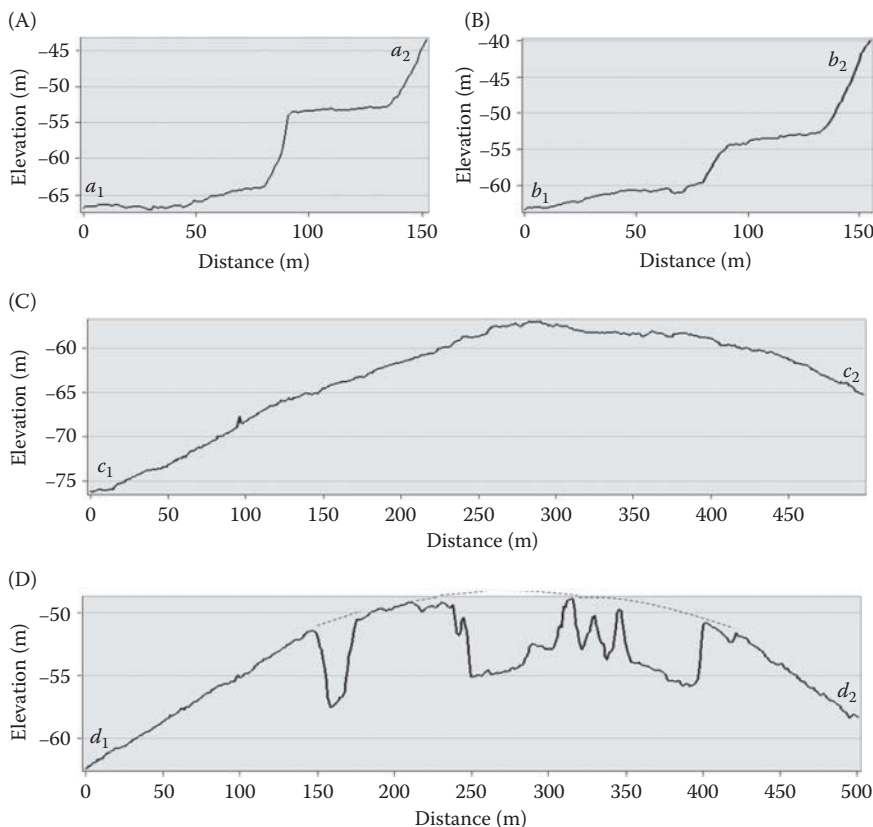 (A)
Elevation (m)
–45
–50
–55
–60
–65
a1
a2
0
50
100
150
Distance (m)
(B)
Elevation (m)
–40
–45
–50
–55
–60
b1
b2
0
50
100
150
Distance (m)
(C)
Elevation (m)
–60
–65
–70
–75
c1
c2
0
50
100
150
200
250
300
350
400
450
Distance (m)
(D)
Elevation (m)
–50
–55
–60
d1
d2
0
50
100
150
200
250
300
350
400
450
500
Distance (m)